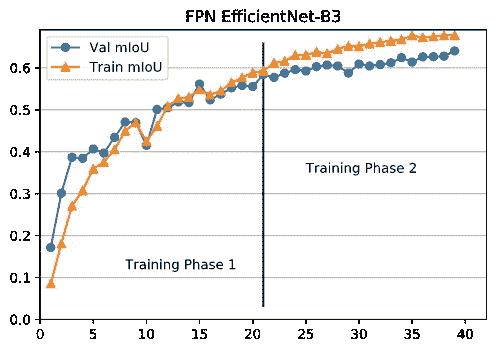 FPN EfficientNet-B3
Val mIoU
Train mIoU
0.6
0.5
0.4
0.3
0.2
0.1
0.0
Training Phase 2
Training Phase 1
0 5 10 15 20 25 30 35 40